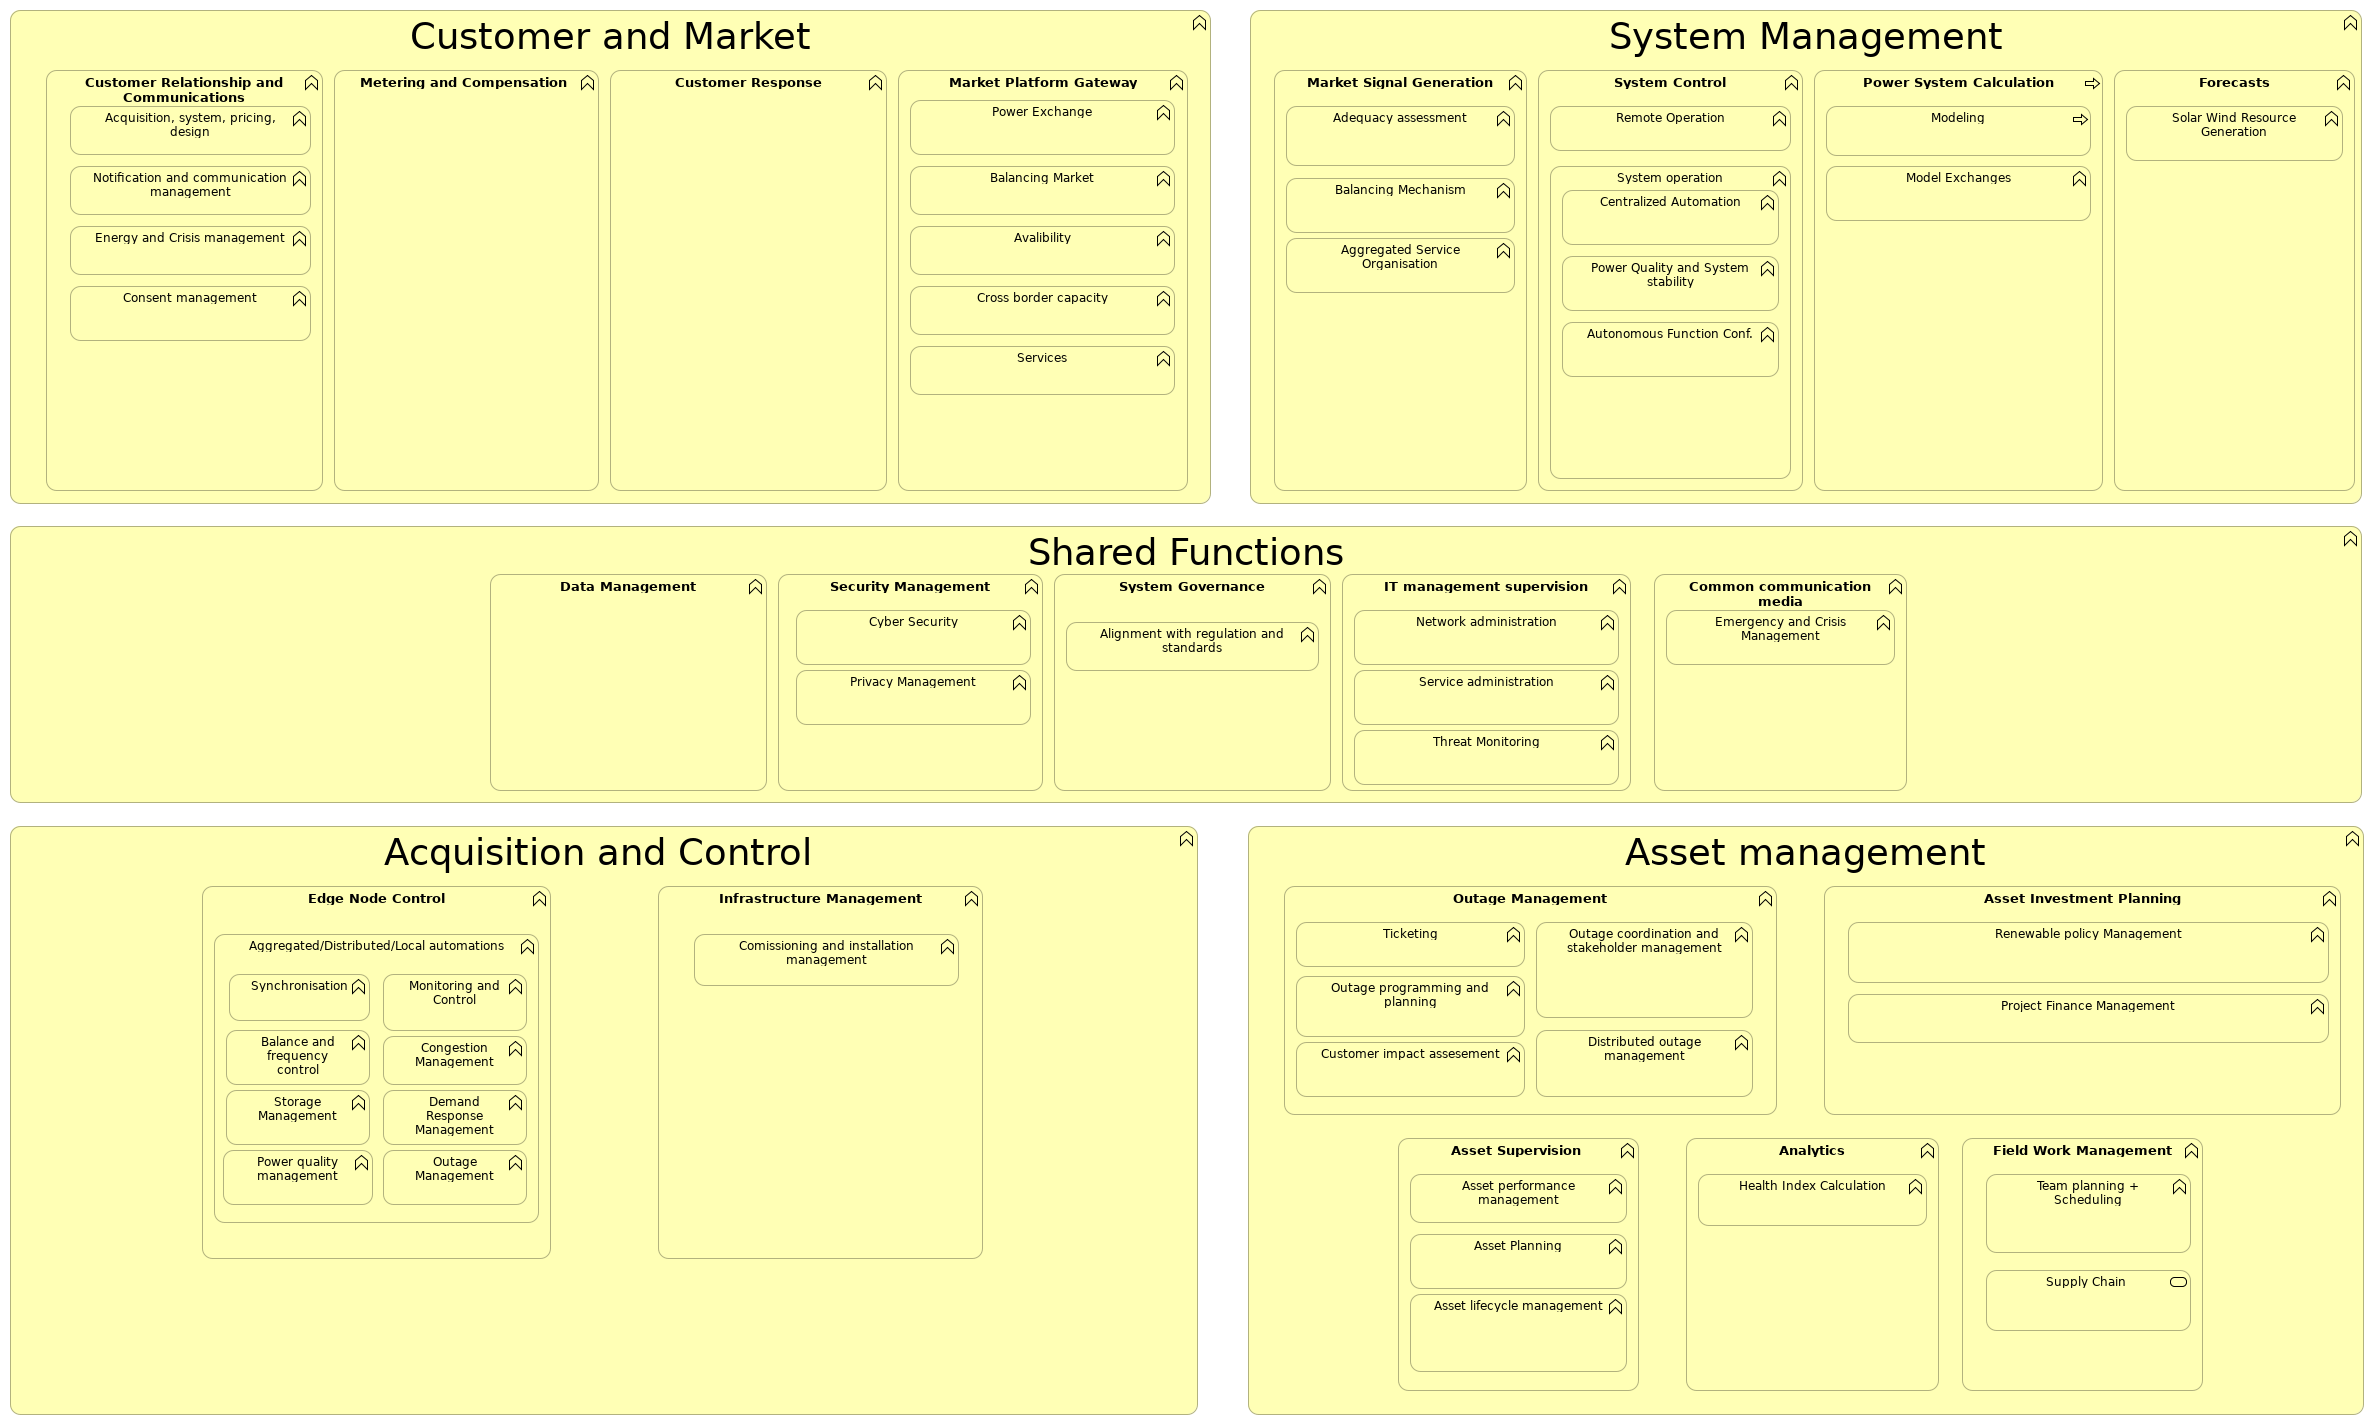 Customer and Market
Customer Relationship and
Communications
Acquisition, system, pricing,
design
Notification and communication
management
Energy and Crisis management
Consent management
Metering and Compensation
Customer Response
Market Platform Gateway
Power Exchange
Balancing Market
Avalibility
Cross border capacity
Services
System Management
Market Signal Generation
Adequacy assessment
Balancing Mechanism
Aggregated Service
Organisation
System Control
Remote Operation
System operation
Centralized Automation
Power Quality and System
stability
Autonomous Function Conf.
Power System Calculation
Modeling
Model Exchanges
Forecasts
Solar Wind Resource
Generation
Shared Functions
Data Management
Security Management
Cyber Security
Privacy Management
System Governance
Alignment with regulation and
standards
IT management supervision
Network administration
Service administration
Threat Monitoring
Common communication
media
Emergency and Crisis
Management
Acquisition and Control
Edge Node Control
Aggregated/Distributed/Local automations
Synchronisation
Monitoring and
Control
Balance and
frequency
control
Congestion
Management
Storage
Management
Demand
Response
Management
Power quality
management
Outage
Management
Infrastructure Management
Comissioning and installation
management
Asset management
Outage Management
Ticketing
Outage coordination and
stakeholder management
Outage programming and
planning
Customer impact assesement
Distributed outage
management
Asset Investment Planning
Renewable policy Management
Project Finance Management
Asset Supervision
Asset performance
management
Asset Planning
Asset lifecycle management
Analytics
Health Index Calculation
Field Work Management
Team planning +
Scheduling
Supply Chain